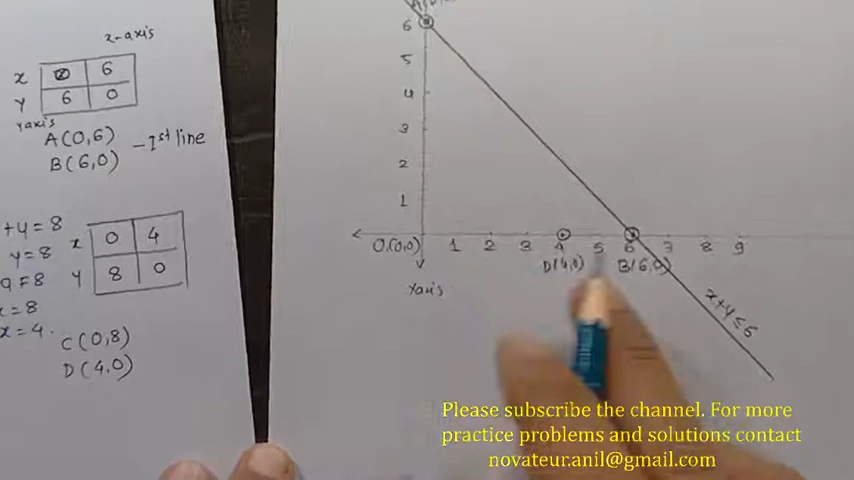 x-axis
x 0 6
Y 6 0
Yaxis
A(0,6)
B(6,0)
- Ist line
+y=8
y=8
x=8
x=4.
x 0 4
Y 8 0
C(0,8)
D(4,0)
6
5
4
3
2
1
O(0,0) 1 2 3 4 5 6 7 8 9
D(4,0) B(6,0)
Yaxis
x+y≤6
Please subscribe the channel. For more
practice problems and solutions contact
novateur.anil@gmail.com